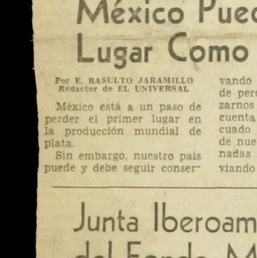 México Pued
Lugar Como
Por E. BASULTO JARAMILLO
Redactor de EL UNIVERSAL
México está a un paso de
perder el primer lugar en
la producción mundial de
plata.
Sin embargo, nuestro país
puede y debe seguir conser-
vando
de per
zarnos
cuenta
cuado
de nue
nadas
viando
Junta Iberoam
del Fondo M